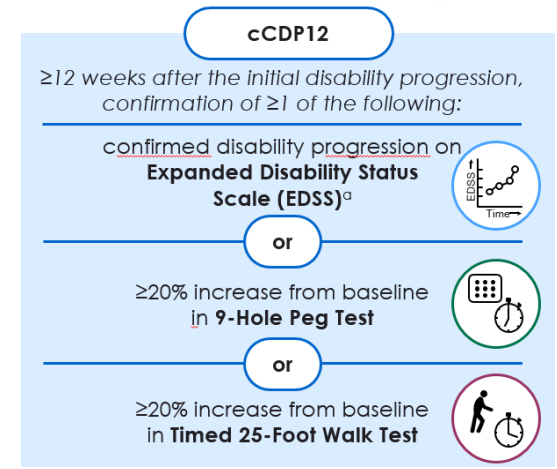 cCDP12
≥12 weeks after the initial disability progression,
confirmation of ≥1 of the following:
confirmed disability progression on
Expanded Disability Status
Scale (EDSS)ᵃ
EDSS
Time
or
≥20% increase from baseline
in 9-Hole Peg Test
or
≥20% increase from baseline
in Timed 25-Foot Walk Test